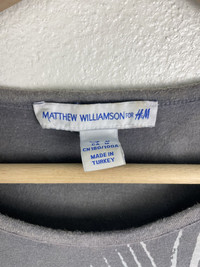 MATTHEW WILLIAMSON FOR H&M
MADE IN
TURKEY